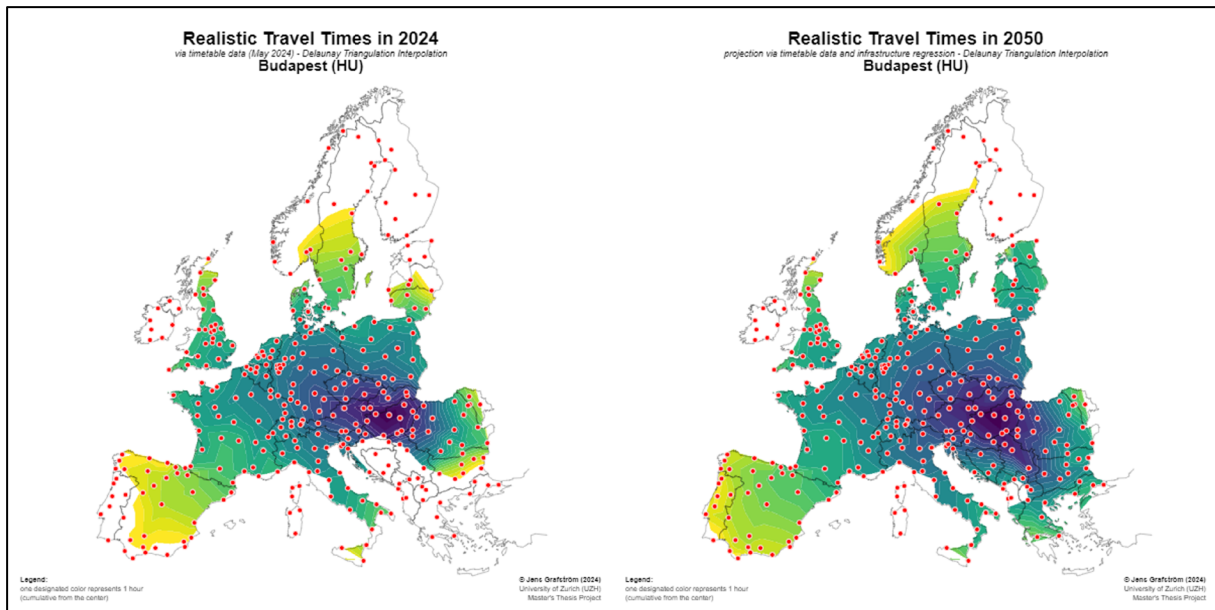 Realistic Travel Times in 2024
via timetable data (May 2024) - Delaunay Triangulation Interpolation
Budapest (HU)
Legend:
one designated color represents 1 hour
(cumulative from the center)
© Jens Grafström (2024)
University of Zurich (UZH)
Master's Thesis Project
Realistic Travel Times in 2050
projection via timetable data and infrastructure regression - Delaunay Triangulation Interpolation
Budapest (HU)
Legend:
one designated color represents 1 hour
(cumulative from the center)
© Jens Grafström (2024)
University of Zurich (UZH)
Master's Thesis Project